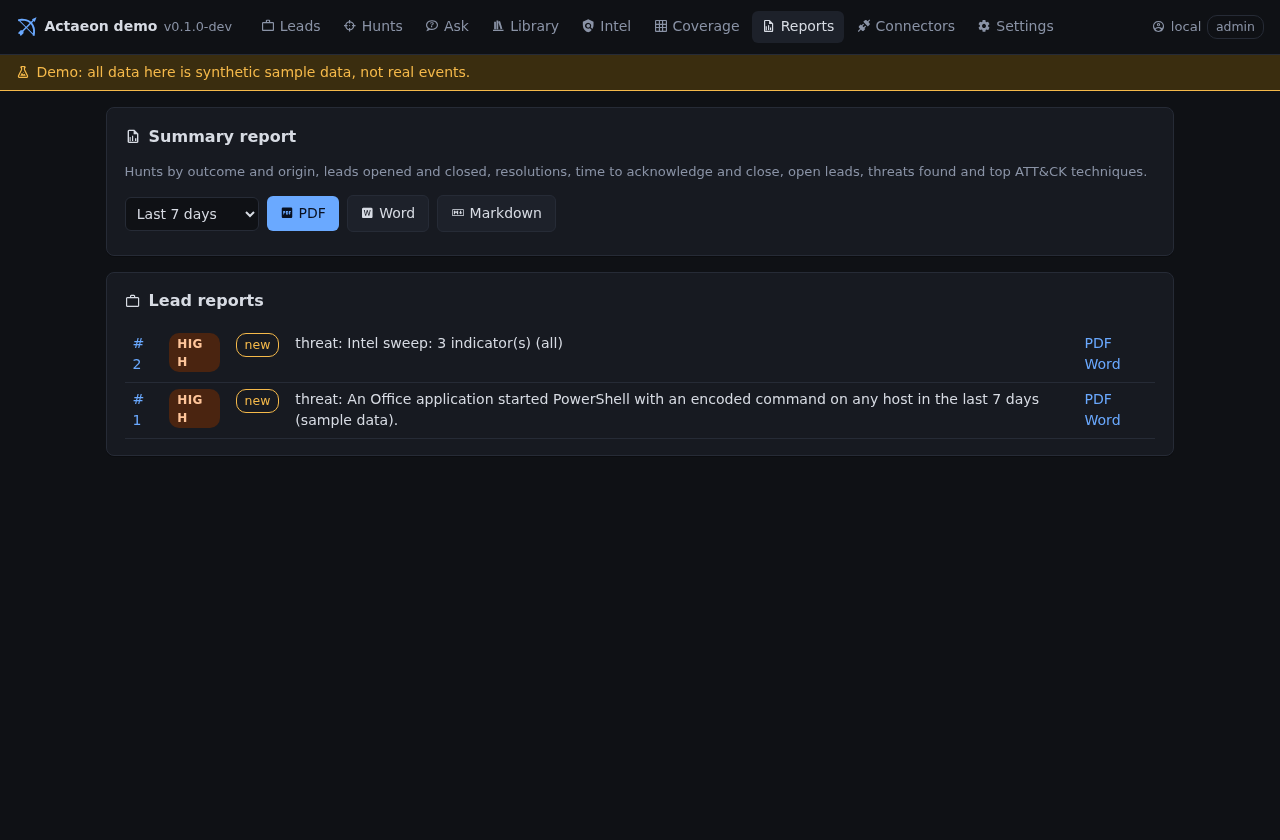 Actaeon demo v0.1.0-dev Leads Hunts Ask Library Intel Coverage Reports Connectors Settings local admin
Demo: all data here is synthetic sample data, not real events.
Summary report
Hunts by outcome and origin, leads opened and closed, resolutions, time to acknowledge and close, open leads, threats found and top ATT&CK techniques.
Last 7 days PDF Word Markdown
Lead reports
# HIG new threat: Intel sweep: 3 indicator(s) (all) PDF
2 H Word
# HIG new threat: An Office application started PowerShell with an encoded command on any host in the last 7 days PDF
1 H (sample data). Word